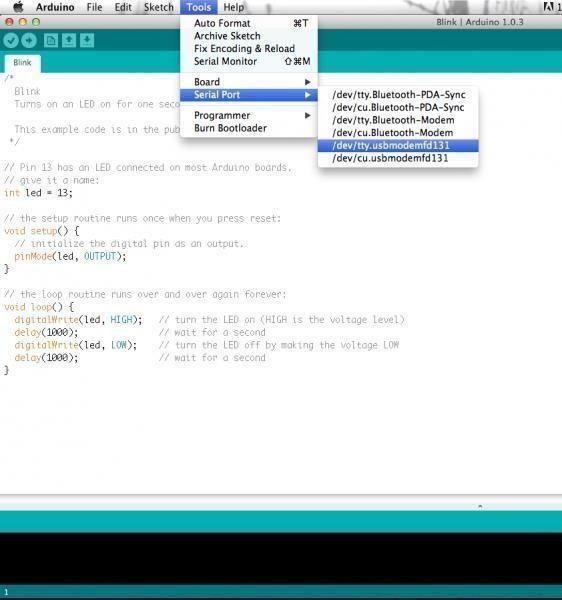 Arduino File Edit Sketch Tools Help
Blink | Arduino 1.0.3
Auto Format ⌘T
Archive Sketch
Fix Encoding & Reload
Serial Monitor ⇧⌘M
Board
Serial Port
Programmer
Burn Bootloader
/dev/tty.Bluetooth-PDA-Sync
/dev/cu.Bluetooth-PDA-Sync
/dev/tty.Bluetooth-Modem
/dev/cu.Bluetooth-Modem
/dev/tty.usbmodemfd131
/dev/cu.usbmodemfd131
Blink
/*
Blink
Turns on an LED on for one seco
This example code is in the pub
*/
// Pin 13 has an LED connected on most Arduino boards.
// give it a name:
int led = 13;
// the setup routine runs once when you press reset:
void setup() {
// initialize the digital pin as an output.
pinMode(led, OUTPUT);
}
// the loop routine runs over and over again forever:
void loop() {
digitalWrite(led, HIGH); // turn the LED on (HIGH is the voltage level)
delay(1000); // wait for a second
digitalWrite(led, LOW); // turn the LED off by making the voltage LOW
delay(1000); // wait for a second
}
1